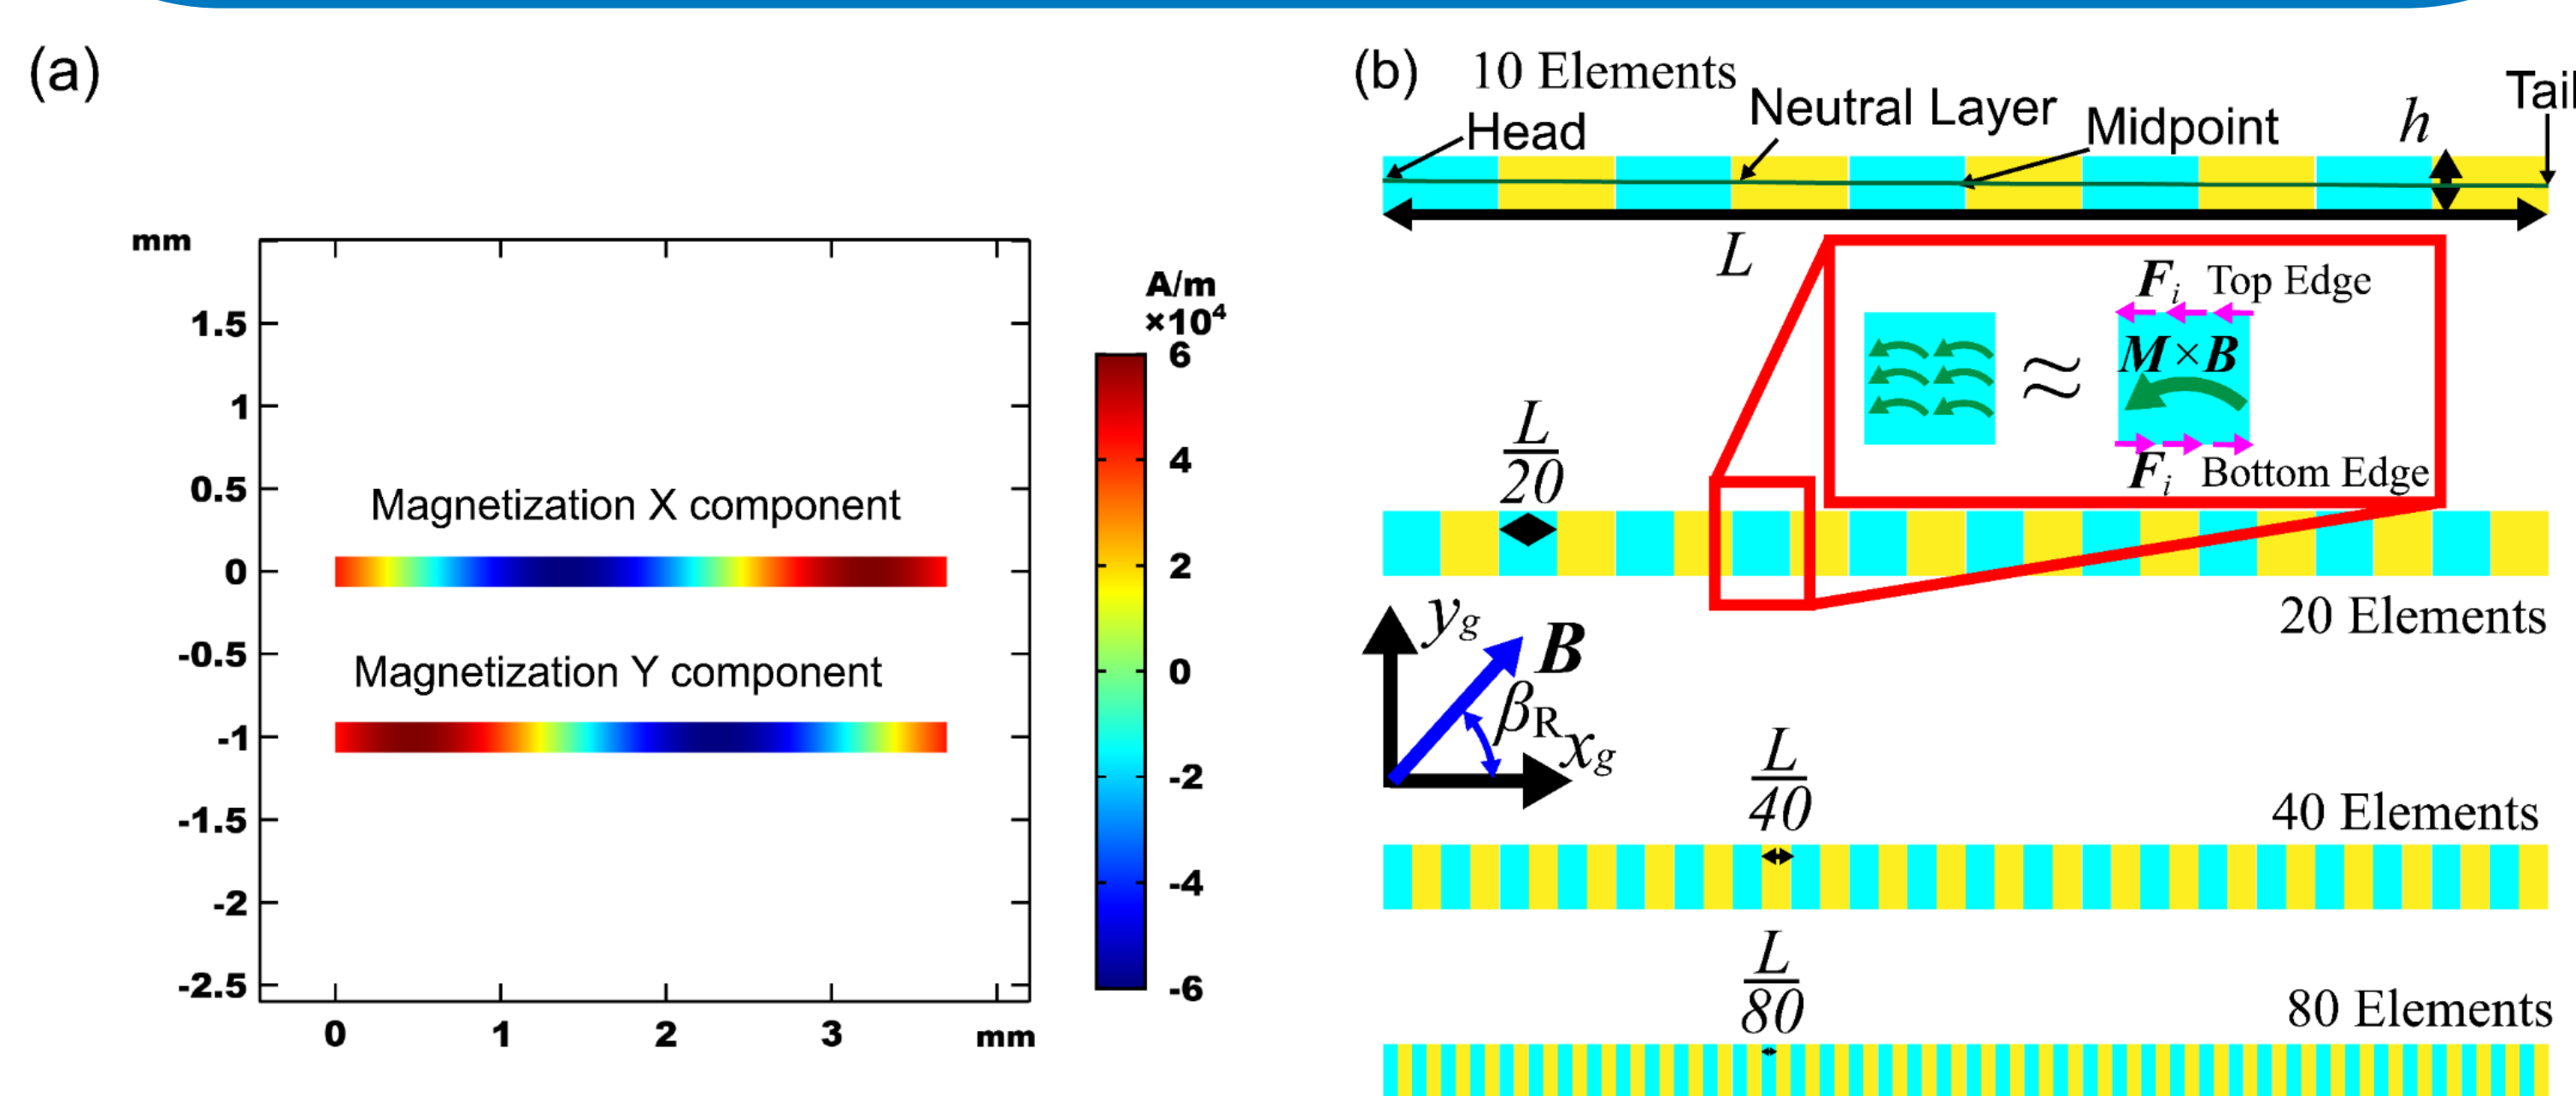 (a)
mm
1.5
1
0.5
0
-0.5
-1
-1.5
-2
-2.5
0 1 2 3 mm
Magnetization X component
Magnetization Y component
A/m
×10⁴
6
4
2
0
-2
-4
-6
(b) 10 Elements
Head
Neutral Layer
Midpoint
h
Tail
L
F_i Top Edge
M×B
≈
F_i Bottom Edge
L
20
20 Elements
y_g
B
β_R
x_g
L
40
40 Elements
L
80
80 Elements